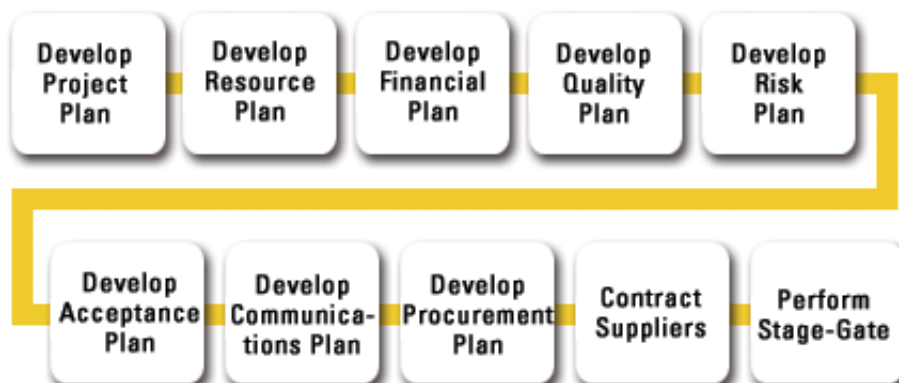 Develop
Project
Plan
Develop
Resource
Plan
Develop
Financial
Plan
Develop
Quality
Plan
Develop
Risk
Plan
Develop
Acceptance
Plan
Develop
Communica-
tions Plan
Develop
Procurement
Plan
Contract
Suppliers
Perform
Stage-Gate